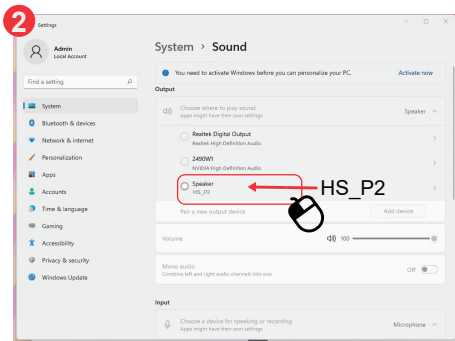 2
Settings
Admin
Local Account
Find a setting
System
Bluetooth & devices
Network & internet
Personalization
Apps
Accounts
Time & language
Gaming
Accessibility
Privacy & security
Windows Update
System > Sound
You need to activate Windows before you can personalize your PC.
Activate now
Output
Choose where to play sound
Apps might have their own settings
Speaker
Realtek Digital Output
Realtek High Definition Audio
2490W1
NVIDIA High Definition Audio
Speaker
HS_P2
HS_P2
Pair a new output device
Add device
Volume
100
Mono audio
Combine left and right audio channels into one
Off
Input
Choose a device for speaking or recording
Apps might have their own settings
Microphone